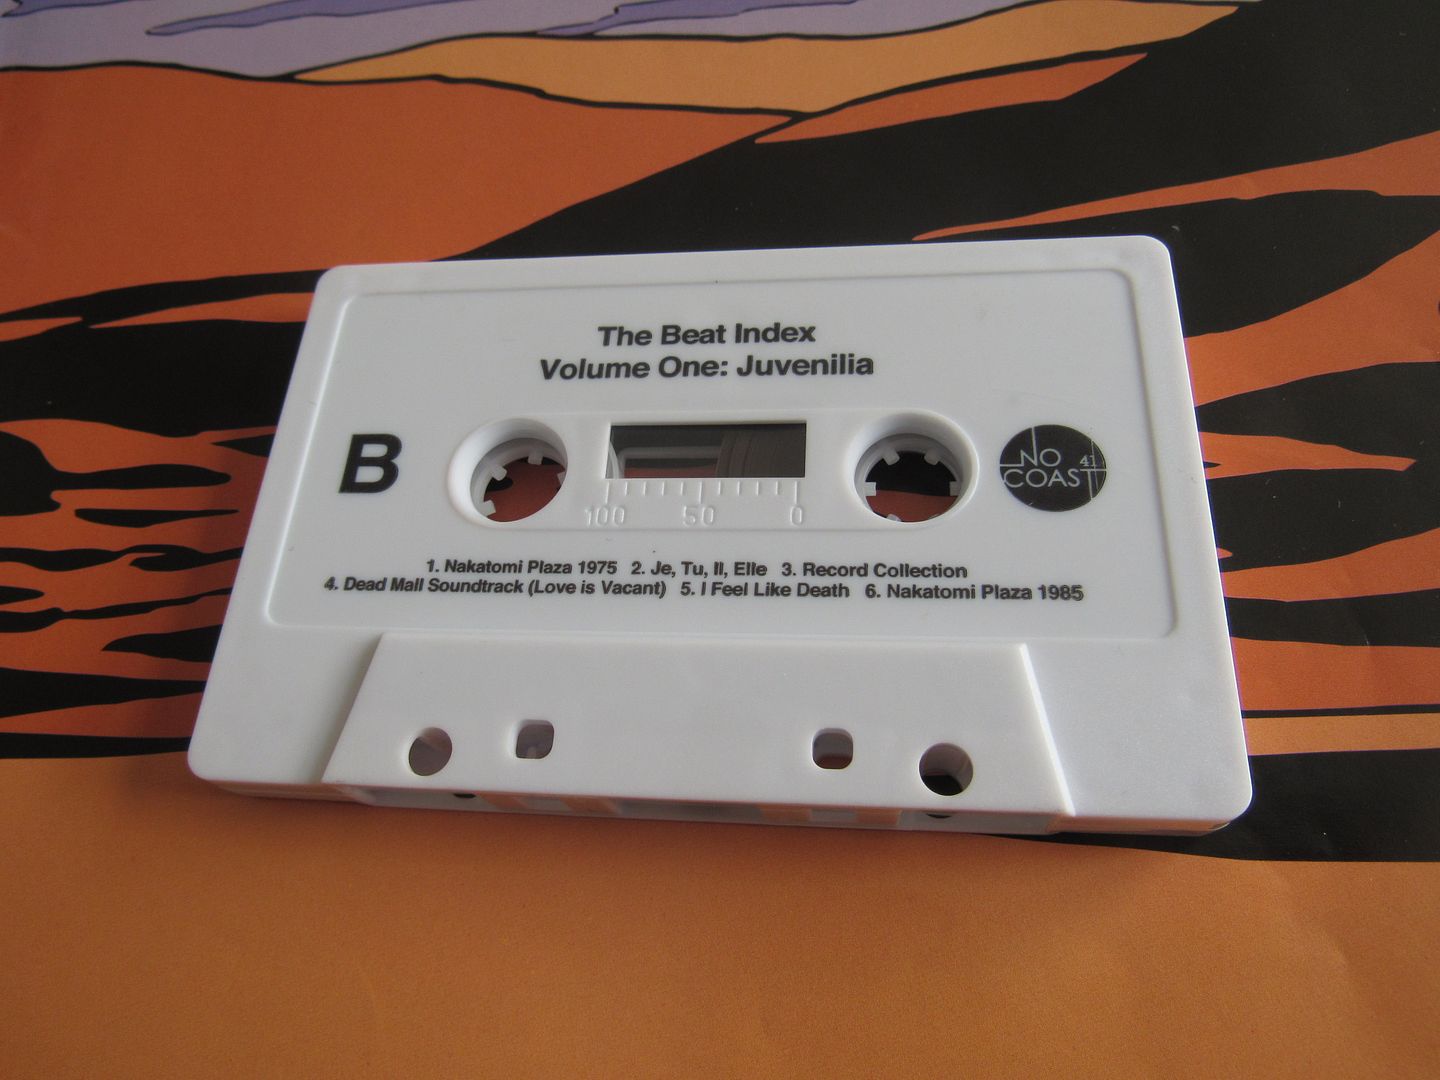 The Beat Index
Volume One: Juvenilia
B
NO
COAST 41
100 50 0
1. Nakatomi Plaza 1975 2. Je, Tu, Il, Elle 3. Record Collection
4. Dead Mall Soundtrack (Love is Vacant) 5. I Feel Like Death 6. Nakatomi Plaza 1985